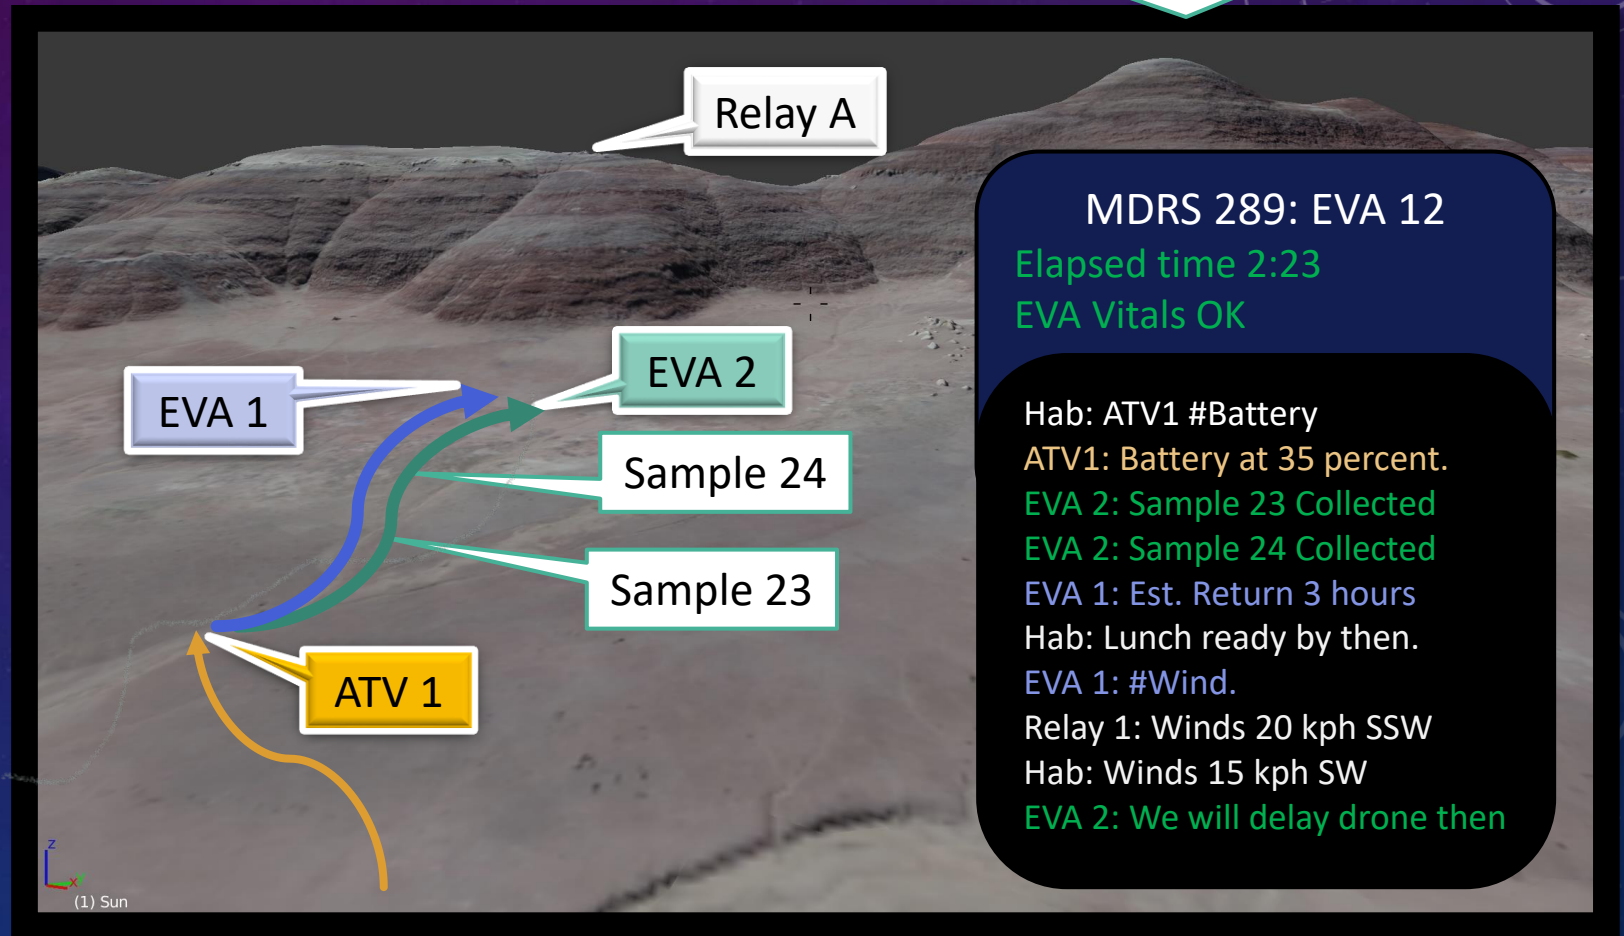 Relay A
MDRS 289: EVA 12
Elapsed time 2:23
EVA Vitals OK
EVA 2
EVA 1
Sample 24
Sample 23
ATV 1
Hab: ATV1 #Battery
ATV1: Battery at 35 percent.
EVA 2: Sample 23 Collected
EVA 2: Sample 24 Collected
EVA 1: Est. Return 3 hours
Hab: Lunch ready by then.
EVA 1: #Wind.
Relay 1: Winds 20 kph SSW
Hab: Winds 15 kph SW
EVA 2: We will delay drone then
z
x
(1) Sun